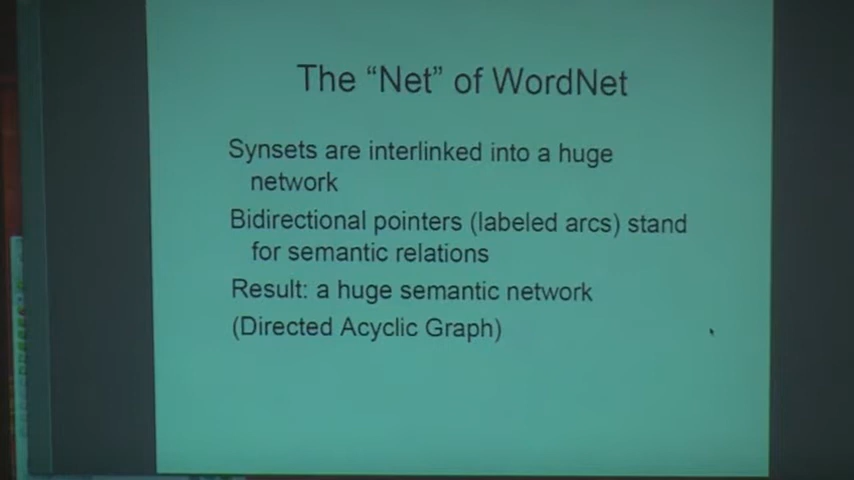 The “Net” of WordNet
Synsets are interlinked into a huge
network
Bidirectional pointers (labeled arcs) stand
for semantic relations
Result: a huge semantic network
(Directed Acyclic Graph)